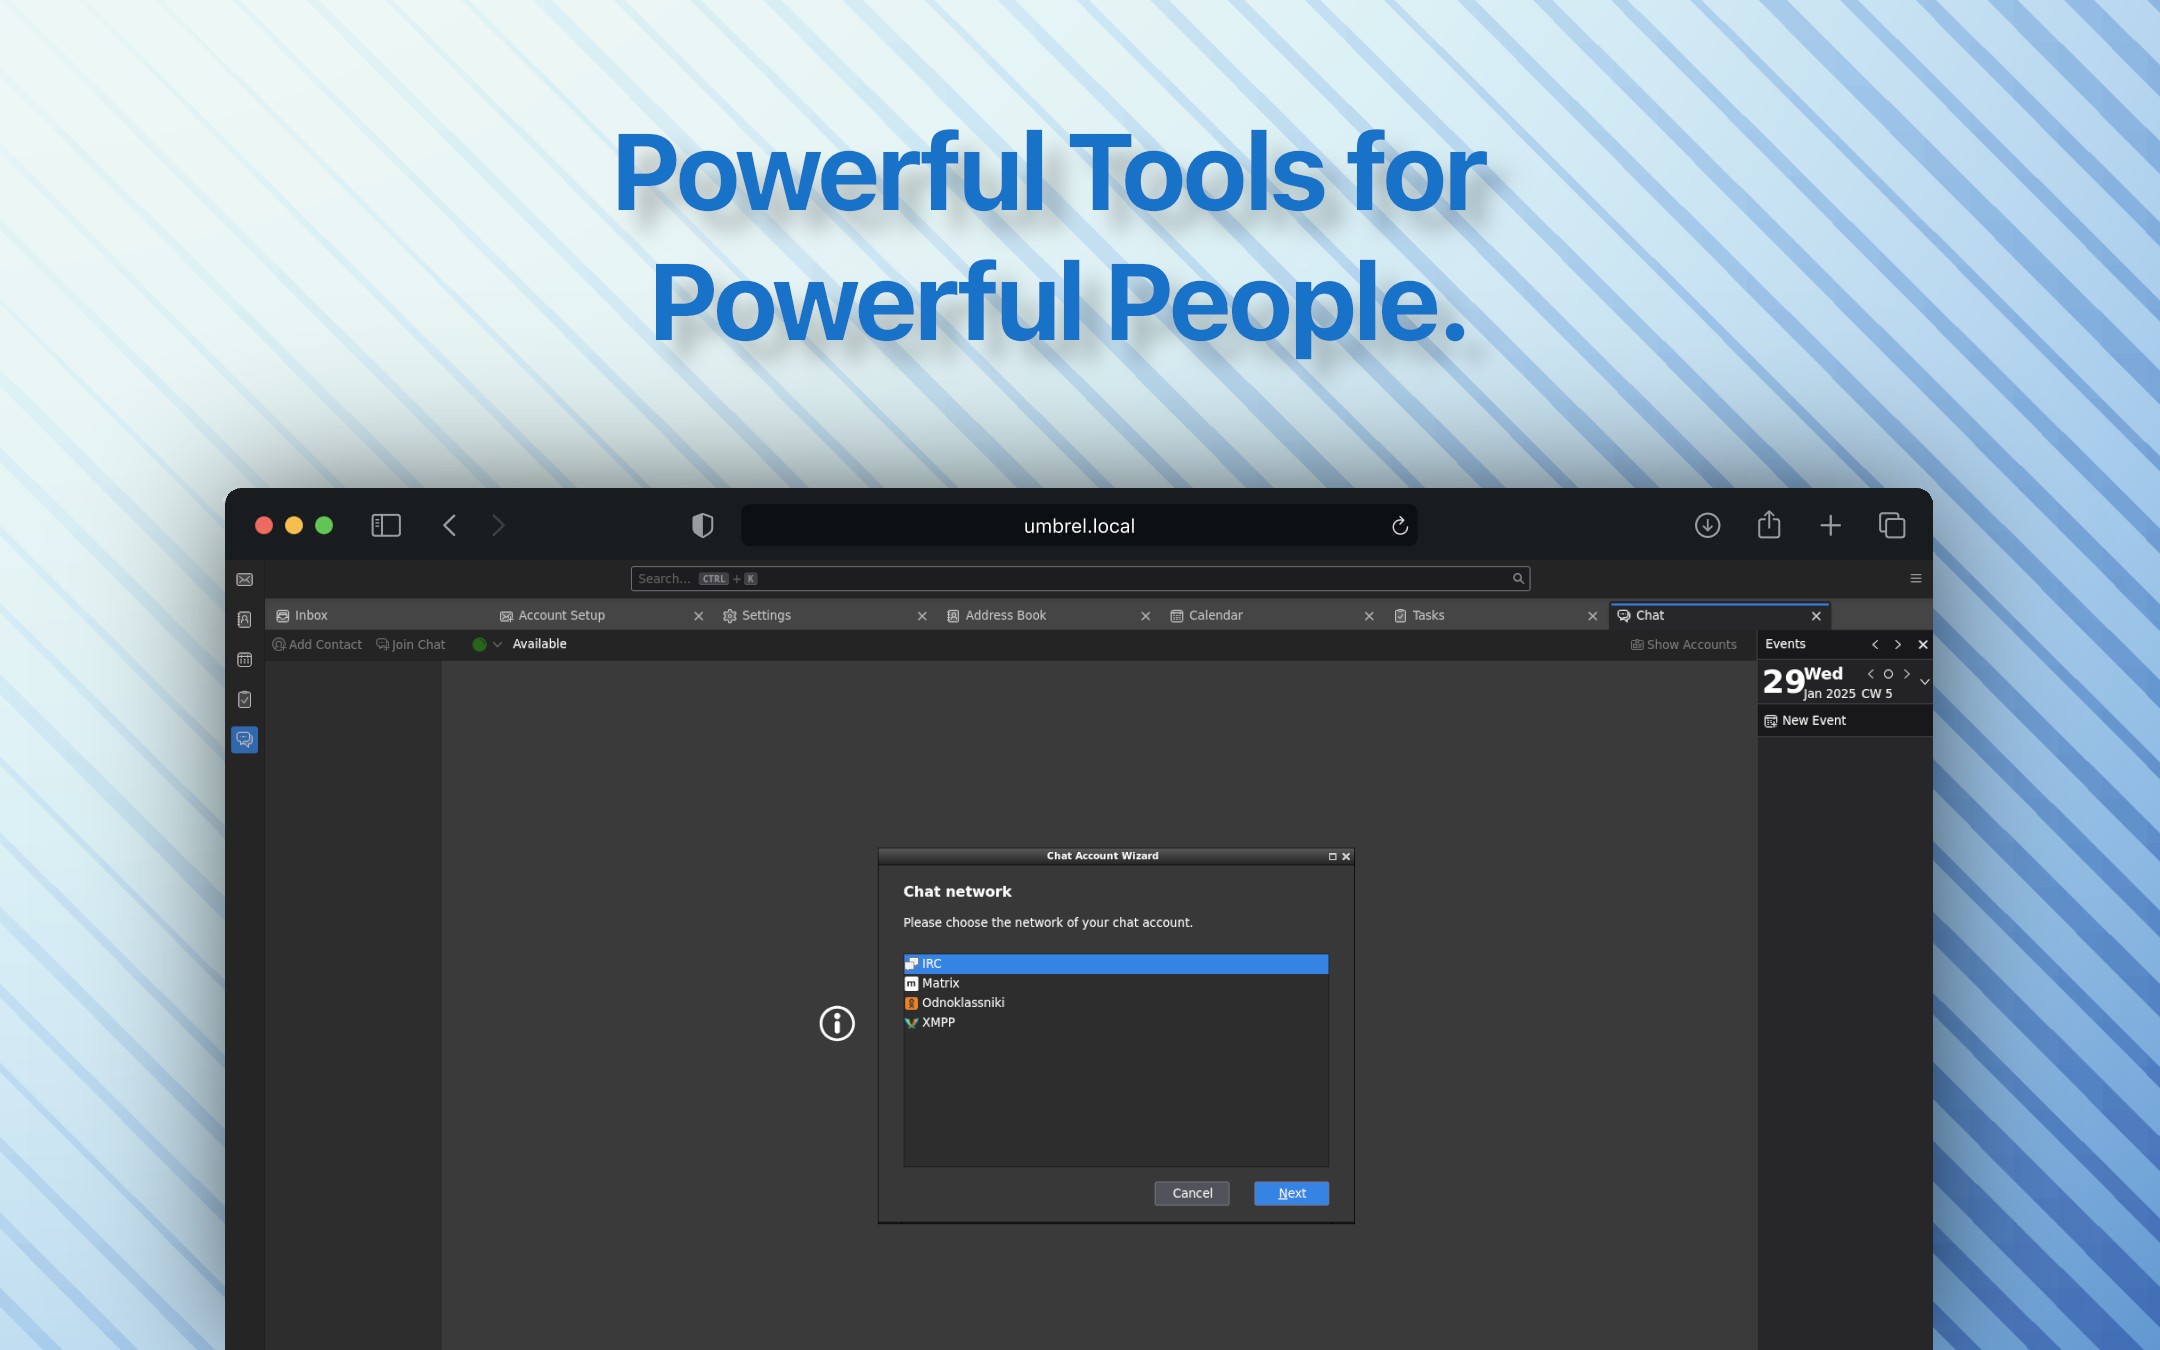 Powerful Tools for
Powerful People.
umbrel.local
Search... CTRL + K
Inbox Account Setup Settings Address Book Calendar Tasks Chat
Add Contact Join Chat Available Show Accounts
Events
29 Wed
Jan 2025 CW 5
New Event
Chat Account Wizard
Chat network
Please choose the network of your chat account.
IRC
m Matrix
Odnoklassniki
XMPP
Cancel Next